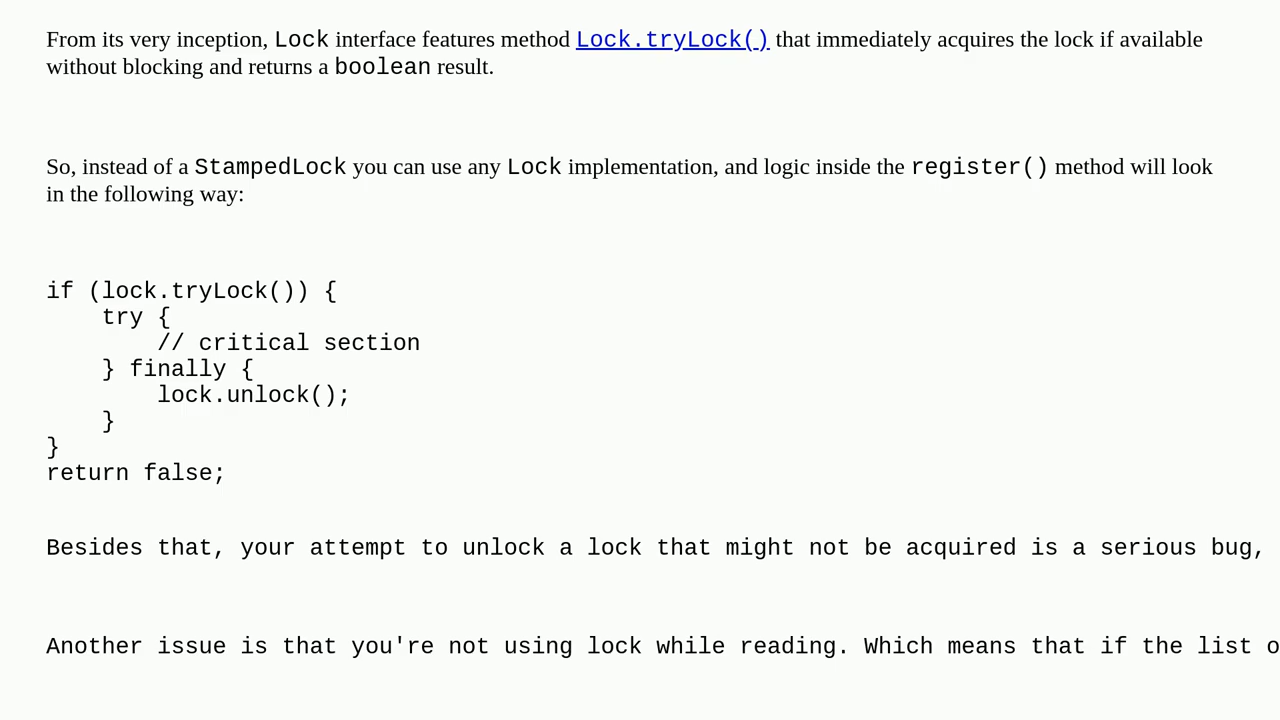 From its very inception, Lock interface features method Lock.tryLock() that immediately acquires the lock if available
without blocking and returns a boolean result.
So, instead of a StampedLock you can use any Lock implementation, and logic inside the register() method will look
in the following way:
if (lock.tryLock()) {
    try {
        // critical section
    } finally {
        lock.unlock();
    }
}
return false;
Besides that, your attempt to unlock a lock that might not be acquired is a serious bug,
Another issue is that you're not using lock while reading. Which means that if the list